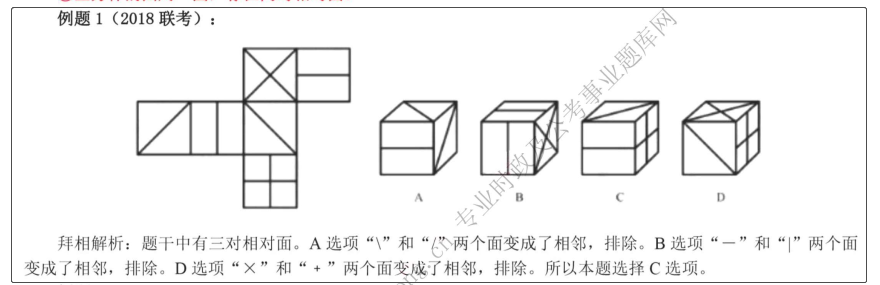 例题 1（2018 联考）：
A
B
C
D
拜相解析：题干中有三对相对面。A 选项“\”和“/”两个面变成了相邻，排除。B 选项“－”和“|”两个面
变成了相邻，排除。D 选项“×”和“﹢”两个面变成了相邻，排除。所以本题选择 C 选项。
专业时政及公考事业题库网